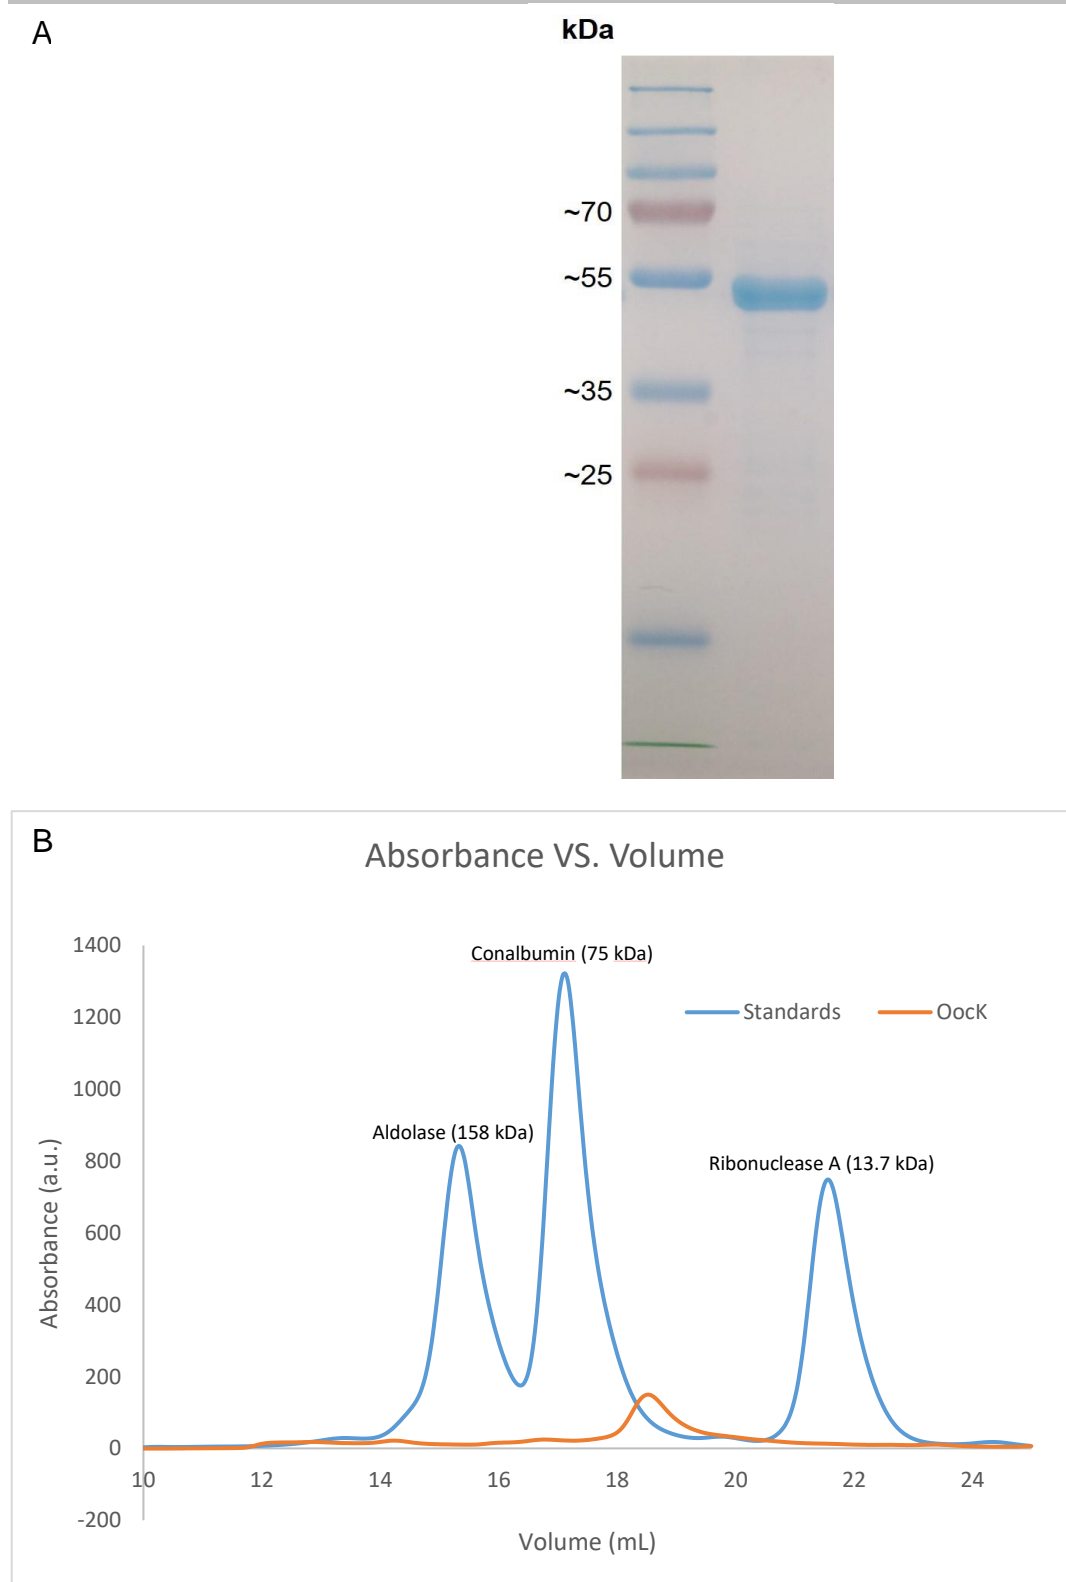 A
kDa
~70
~55
~35
~25
B
Absorbance VS. Volume
1400
1200
1000
800
600
400
200
0
-200
Absorbance (a.u.)
Conalbumin (75 kDa)
Standards
OocK
Aldolase (158 kDa)
Ribonuclease A (13.7 kDa)
10
12
14
16
18
20
22
24
Volume (mL)